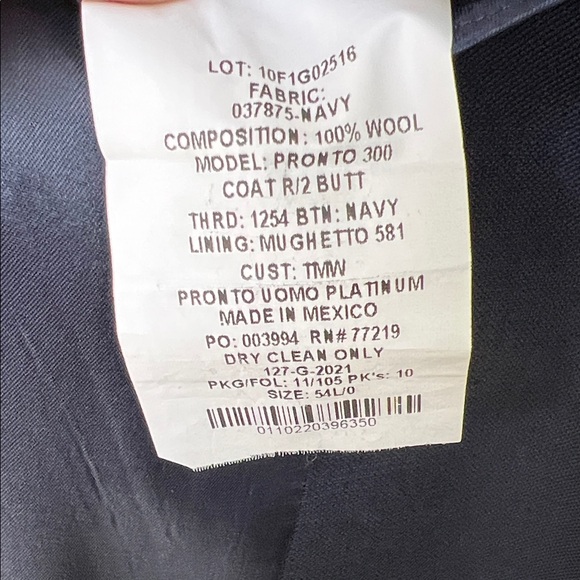 LOT: 10F1G02516
FABRIC:
037875-NAVY
COMPOSITION: 100% WOOL
MODEL: PRONTO 300
COAT R/2 BUTT
THRD: 1254 BTN: NAVY
LINING: MUGHETTO 581
CUST: TMW
PRONTO UOMO PLATINUM
MADE IN MEXICO
PO: 003994 RN# 77219
DRY CLEAN ONLY
127-G-2021
PKG/FOL: 11/105 PK's: 10
SIZE: 54L/0
0110220396350